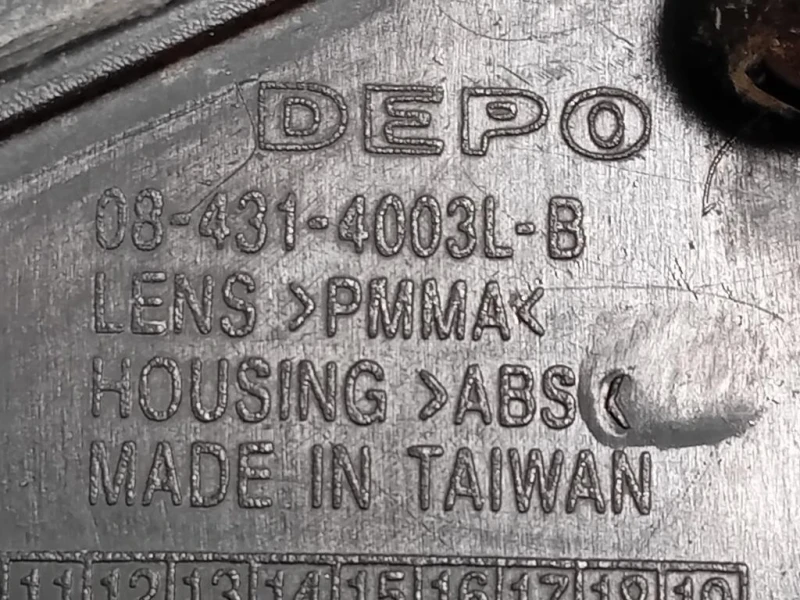 DEPO
08-431-4003L-B
LENS >PMMA<
HOUSING >ABS<
MADE IN TAIWAN
11 12 13 14 15 16 17 18 19